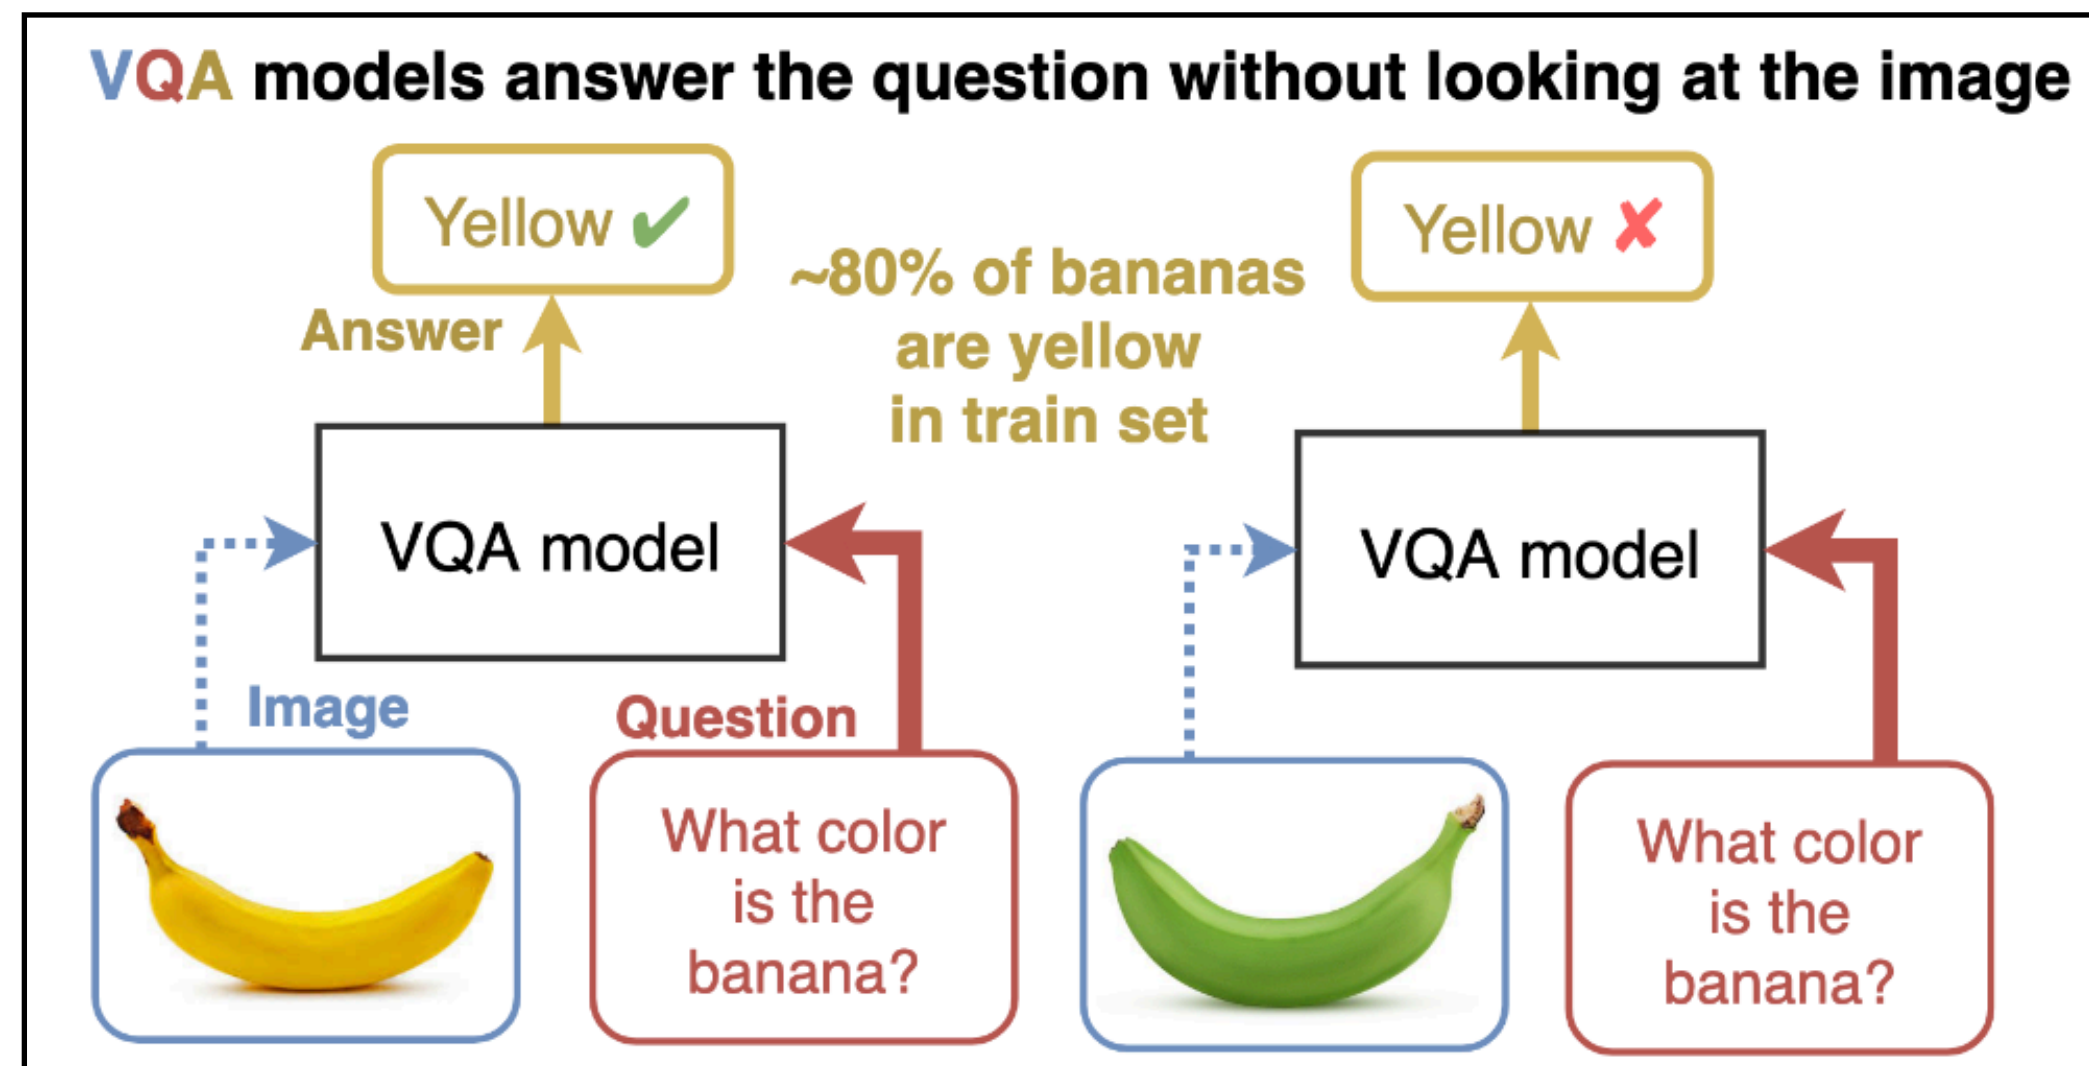 VQA models answer the question without looking at the image
Yellow ✔
Yellow ✘
~80% of bananas
are yellow
in train set
Answer
VQA model
VQA model
Image
Question
What color
is the
banana?
What color
is the
banana?